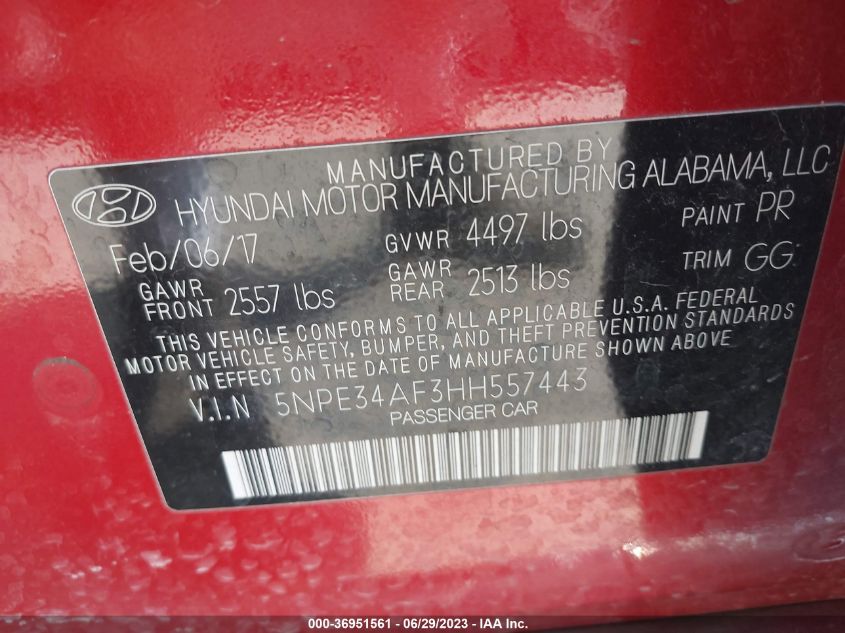 MANUFACTURED BY
HYUNDAI MOTOR MANUFACTURING ALABAMA, LLC
Feb/06/17 GVWR 4497 lbs PAINT PR
GAWR FRONT 2557 lbs GAWR REAR 2513 lbs TRIM GG
THIS VEHICLE CONFORMS TO ALL APPLICABLE U.S.A. FEDERAL
MOTOR VEHICLE SAFETY, BUMPER, AND THEFT PREVENTION STANDARDS
IN EFFECT ON THE DATE OF MANUFACTURE SHOWN ABOVE
V.I.N 5NPE34AF3HH557443
PASSENGER CAR
000-36951561 - 06/29/2023 - IAA Inc.